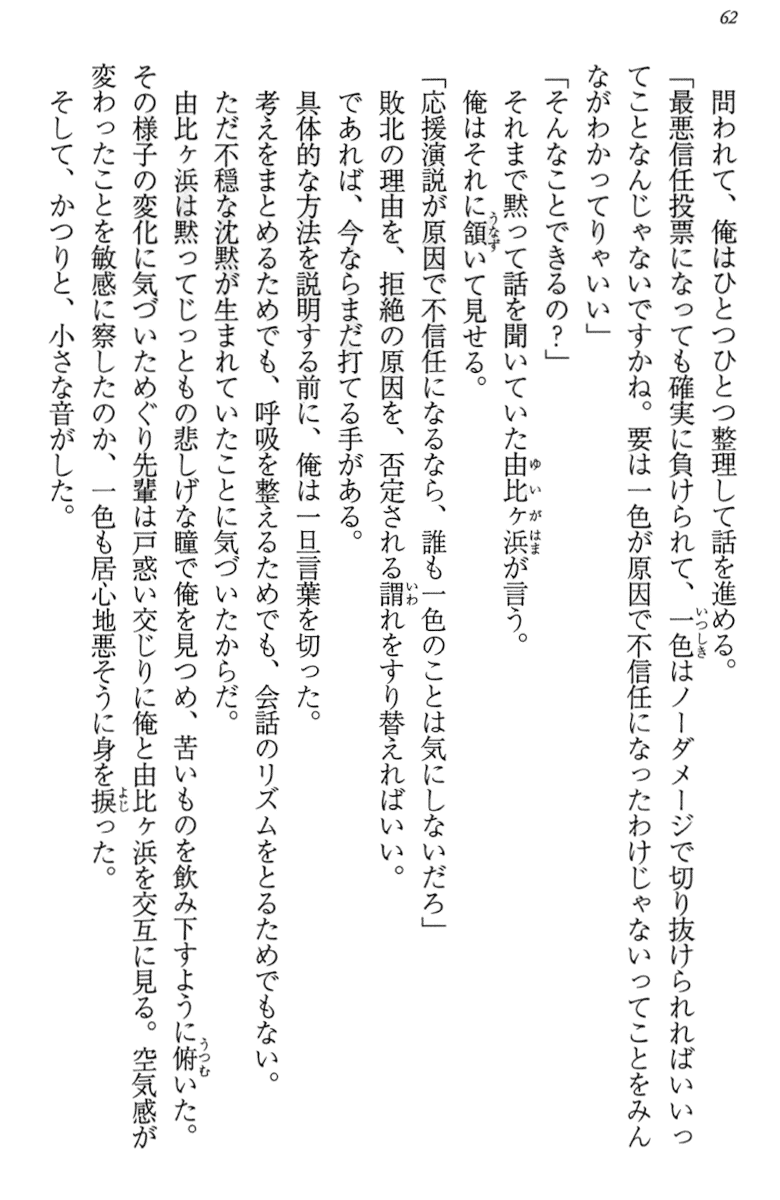 62
問われて、俺はひとつひとつ整理して話を進める。
「最悪信任投票になっても確実に負けられて、一色はノーダメージで切り抜けられればいいっ
てことなんじゃないですかね。要は一色が原因で不信任になったわけじゃないってことをみん
ながわかってりゃいい」
「そんなことできるの？」
それまで黙って話を聞いていた由比ヶ浜が言う。
俺はそれに頷いて見せる。
「応援演説が原因で不信任になるなら、誰も一色のことは気にしないだろ」
敗北の理由を、拒絶の原因を、否定される謂れをすり替えればいい。
であれば、今ならまだ打てる手がある。
具体的な方法を説明する前に、俺は一旦言葉を切った。
考えをまとめるためでも、呼吸を整えるためでも、会話のリズムをとるためでもない。
ただ不穏な沈黙が生まれていたことに気づいたからだ。
由比ヶ浜は黙ってじっともの悲しげな瞳で俺を見つめ、苦いものを飲み下すように俯いた。
その様子の変化に気づいためぐり先輩は戸惑い交じりに俺と由比ヶ浜を交互に見る。空気感が
変わったことを敏感に察したのか、一色も居心地悪そうに身を捩った。
そして、かつりと、小さな音がした。